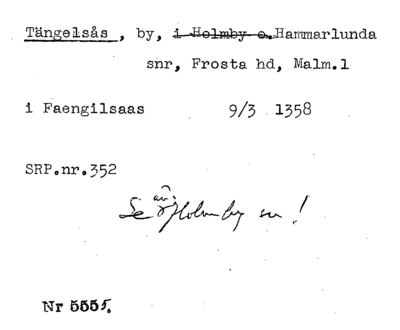 Tängelsås, by, i Holmby o. Hammarlunda
snr, Frosta hd, Malm.l
i Faengilsaas 9/3 1358
SRP.nr.352
äv.
Se Holmby sn!
Nr 5555.